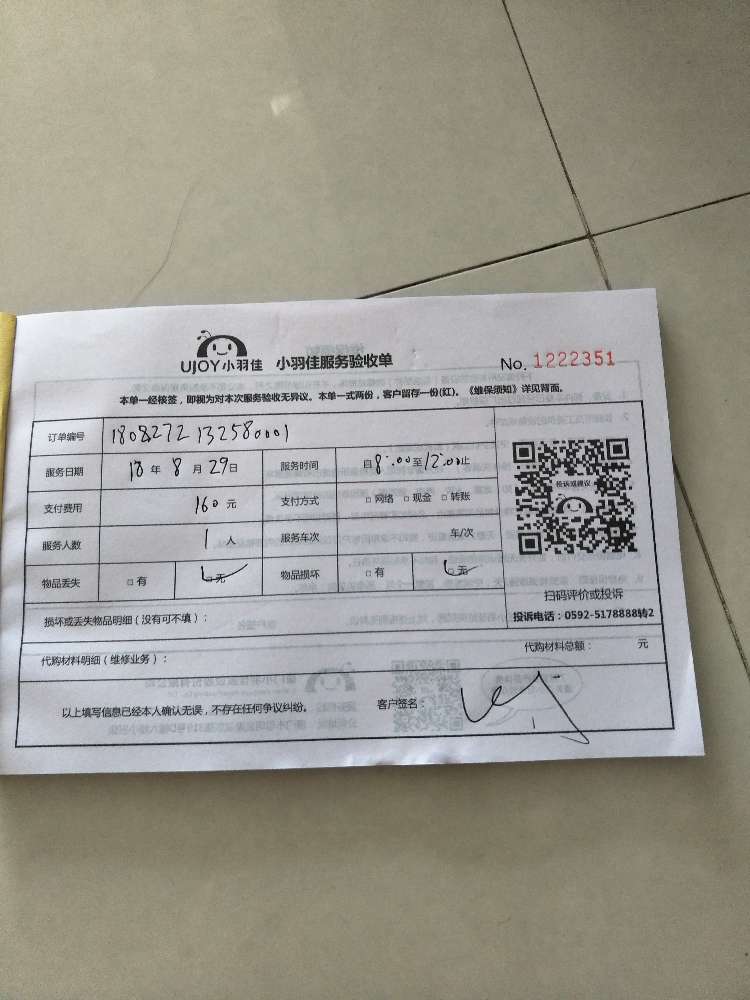 UJOY小羽佳 小羽佳服务验收单 No. 1222351
本单一经核签，即视为对本次服务验收无异议。本单一式两份，客户留存一份(红)。《维保须知》详见背面。
订单编号 1808272132580001
服务日期 18 年 8 月 29 日 服务时间 自 8:00 至 12:00 止
投诉或建议
支付费用 160 元 支付方式 □ 网络 □ 现金 □ 转账
服务人数 1 人 服务车次 车/次
物品丢失 □ 有 □ 无 物品损坏 □ 有 □ 无
扫码评价或投诉
损坏或丢失物品明细（没有可不填）： 投诉电话：0592-5178888转2
代购材料明细（维修业务）： 代购材料总额： 元
以上填写信息已经本人确认无误，不存在任何争议纠纷。 客户签名：